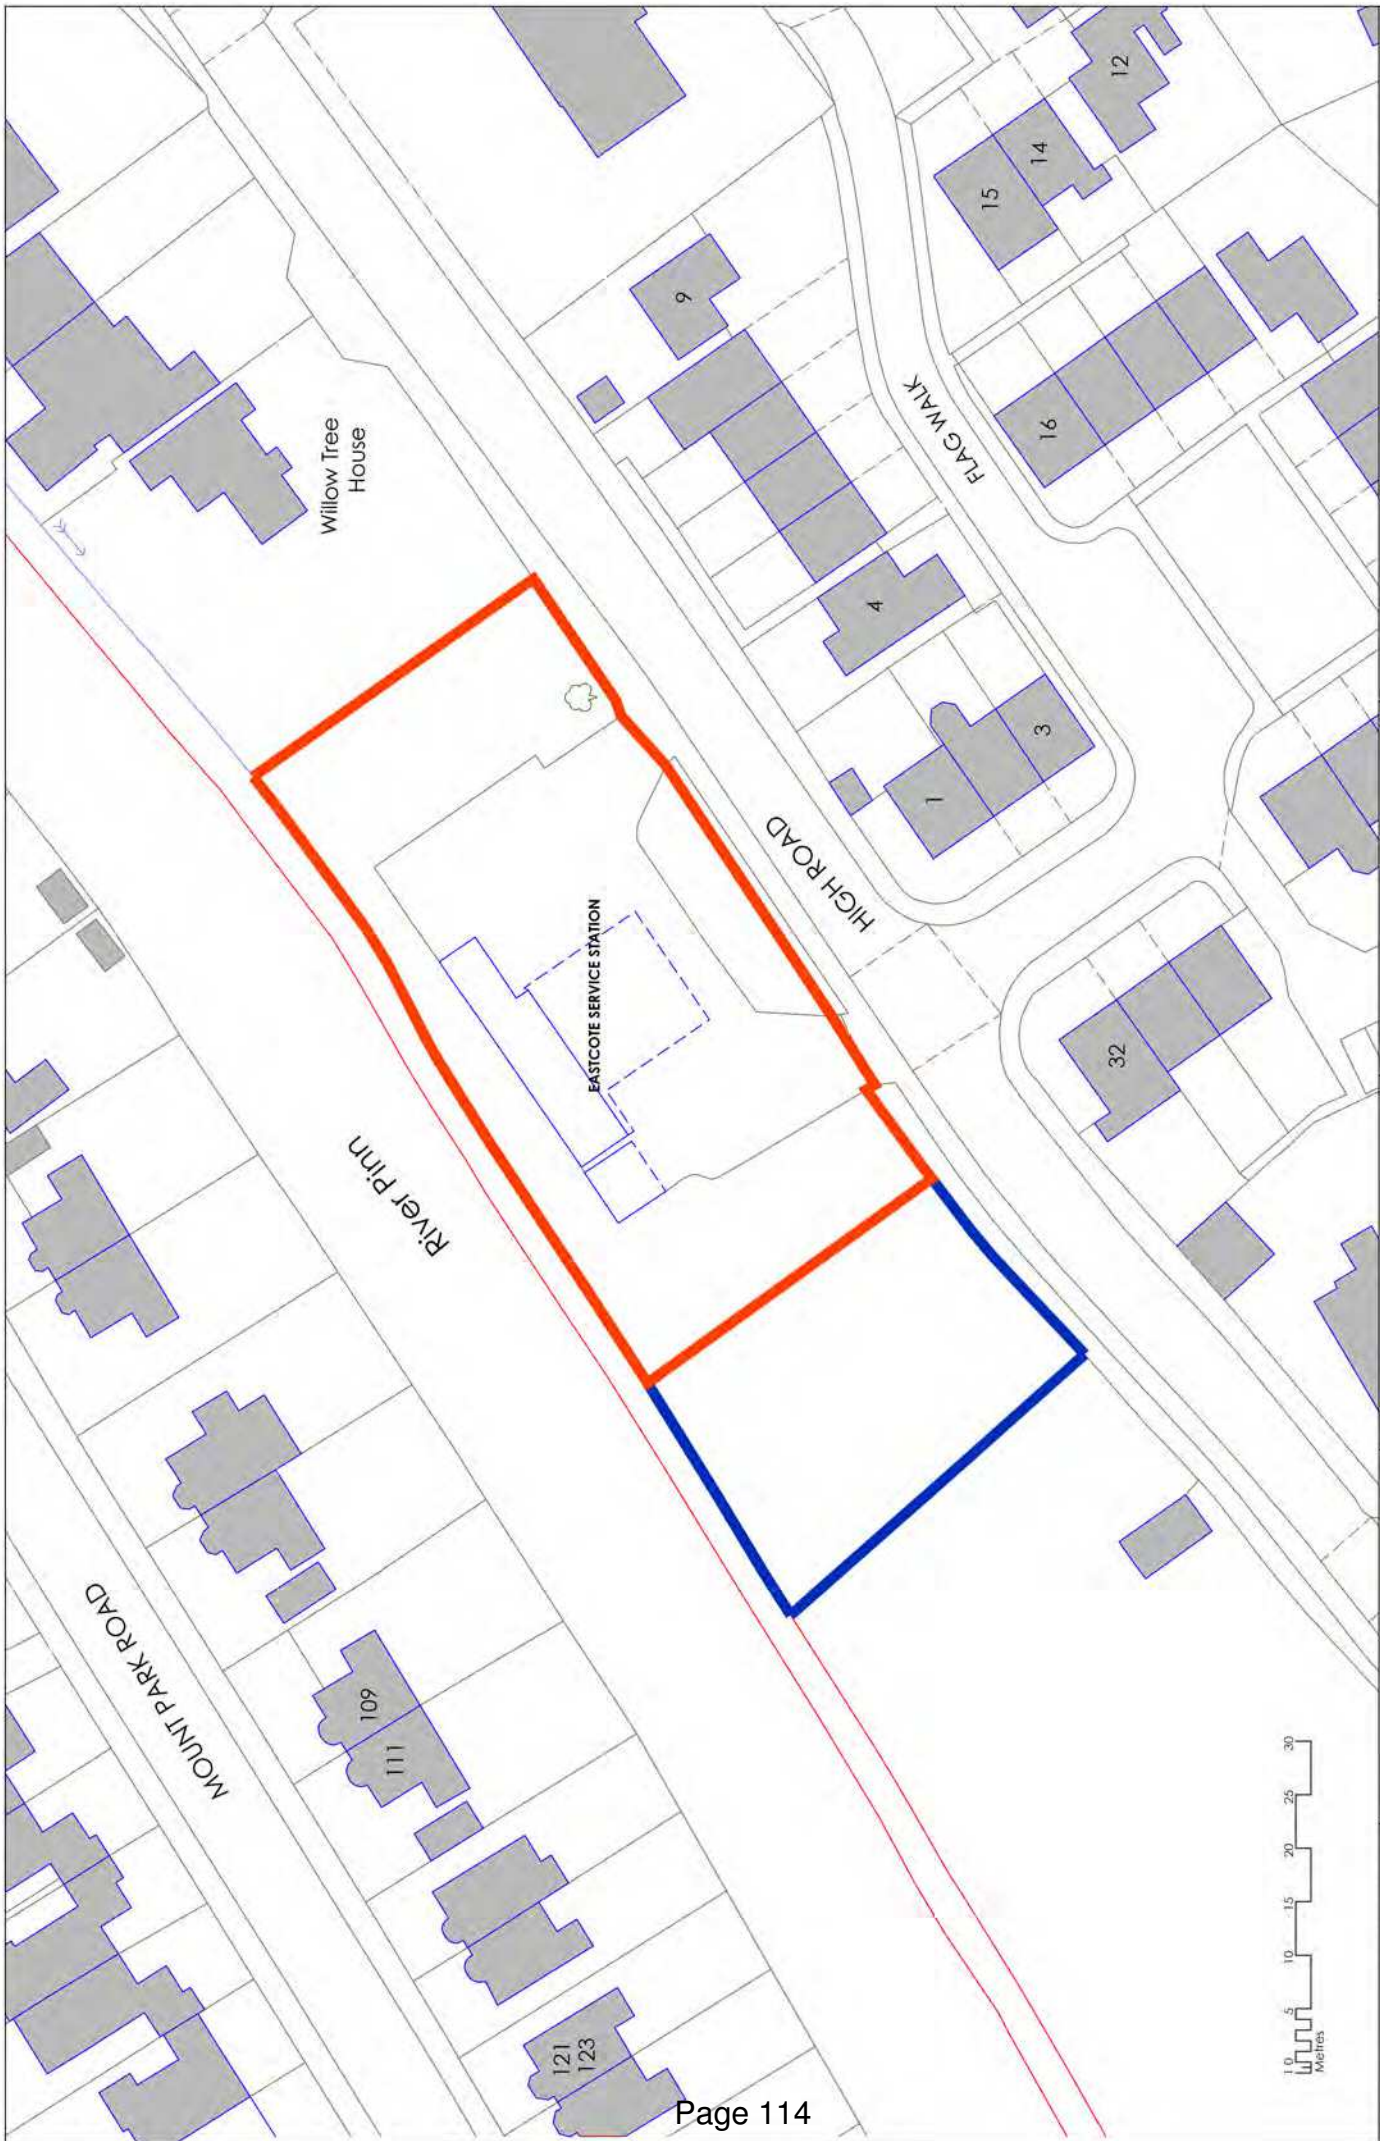 12
14
15
9
Willow Tree
House
FLAG WALK
16
4
3
1
HIGH ROAD
EASTCOTE SERVICE STATION
32
River Pinn
MOUNT PARK ROAD
109
111
121
123
1 0 5 10 15 20 25 30
Metres
Page 114